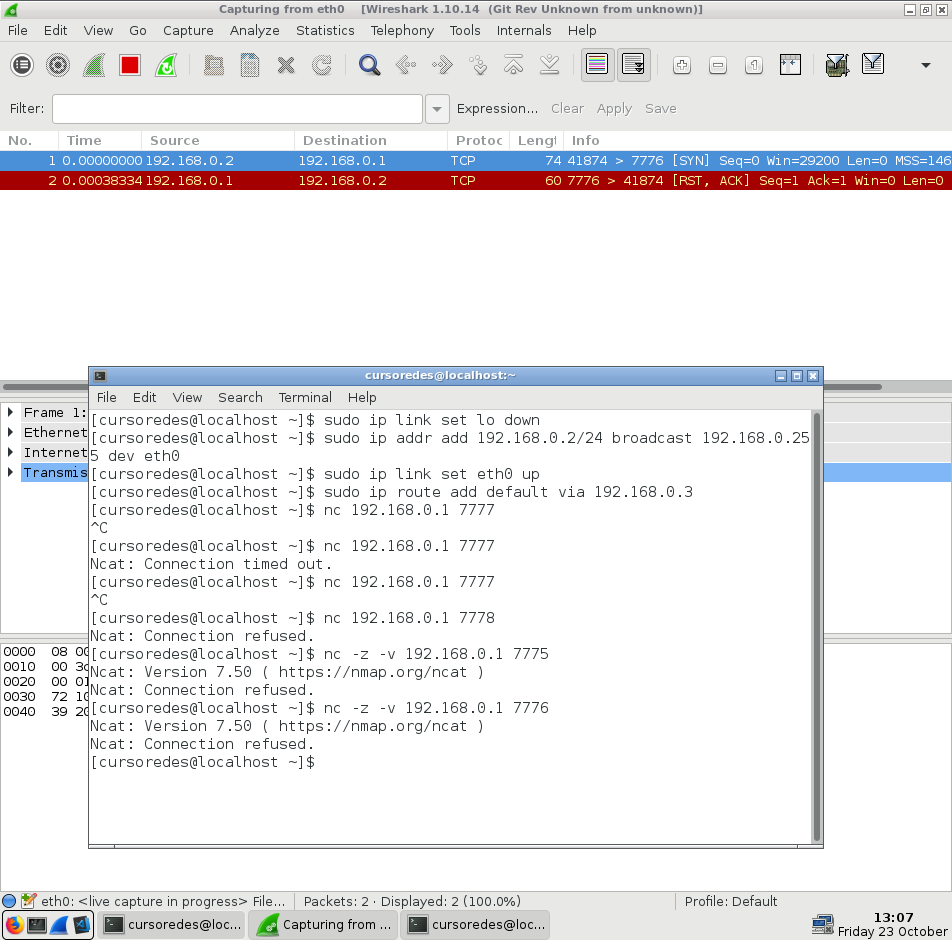 Capturing from eth0    [Wireshark 1.10.14  (Git Rev Unknown from unknown)]
File Edit View Go Capture Analyze Statistics Telephony Tools Internals Help
Filter: Expression... Clear Apply Save
No. Time Source Destination Protoc Lengt Info
1 0.00000000 192.168.0.2 192.168.0.1 TCP 74 41874 > 7776 [SYN] Seq=0 Win=29200 Len=0 MSS=146
2 0.00038334 192.168.0.1 192.168.0.2 TCP 60 7776 > 41874 [RST, ACK] Seq=1 Ack=1 Win=0 Len=0
cursoredes@localhost:~
File Edit View Search Terminal Help
Frame 1:
Ethernet
Internet
Transmis
[cursoredes@localhost ~]$ sudo ip link set lo down
[cursoredes@localhost ~]$ sudo ip addr add 192.168.0.2/24 broadcast 192.168.0.25
5 dev eth0
[cursoredes@localhost ~]$ sudo ip link set eth0 up
[cursoredes@localhost ~]$ sudo ip route add default via 192.168.0.3
[cursoredes@localhost ~]$ nc 192.168.0.1 7777
^C
[cursoredes@localhost ~]$ nc 192.168.0.1 7777
Ncat: Connection timed out.
[cursoredes@localhost ~]$ nc 192.168.0.1 7777
^C
[cursoredes@localhost ~]$ nc 192.168.0.1 7778
Ncat: Connection refused.
[cursoredes@localhost ~]$ nc -z -v 192.168.0.1 7775
Ncat: Version 7.50 ( https://nmap.org/ncat )
Ncat: Connection refused.
[cursoredes@localhost ~]$ nc -z -v 192.168.0.1 7776
Ncat: Version 7.50 ( https://nmap.org/ncat )
Ncat: Connection refused.
[cursoredes@localhost ~]$
0000  08 00
0010  00 3c
0020  00 01
0030  72 10
0040  39 20
eth0: <live capture in progress> File... Packets: 2 · Displayed: 2 (100.0%) Profile: Default
cursoredes@loc... Capturing from ... cursoredes@loc...
13:07
Friday 23 October